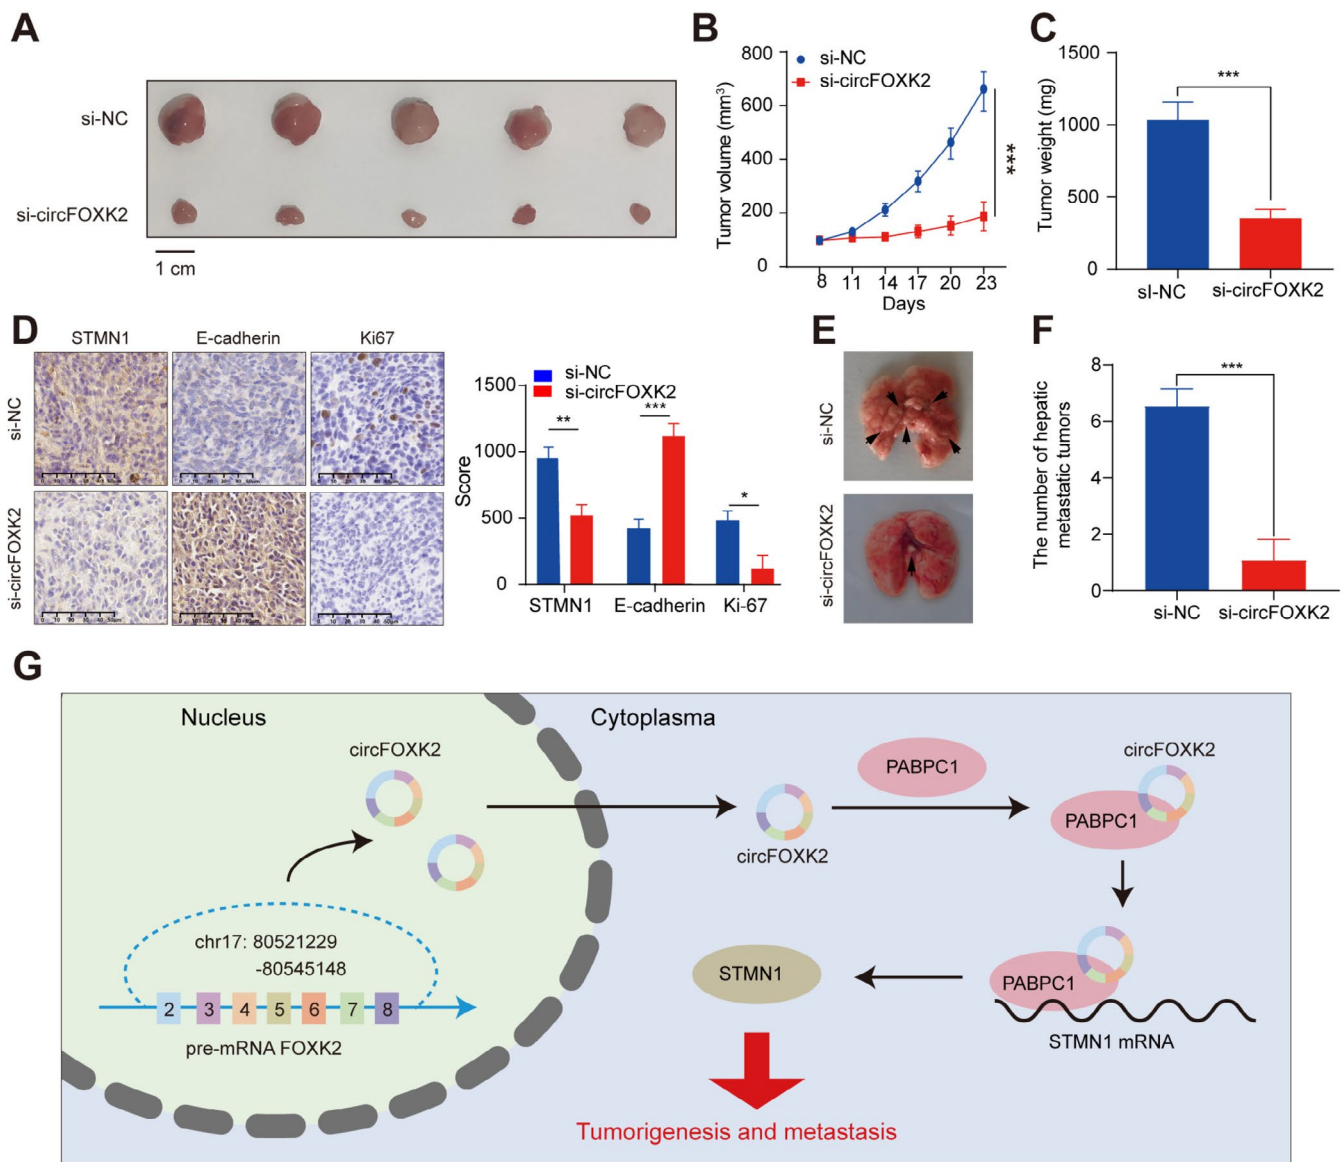 A
si-NC
si-circFOXK2
1 cm
B
si-NC
si-circFOXK2
Tumor volume (mm³)
800
600
400
200
0
8 11 14 17 20 23
Days
***
C
Tumor weight (mg)
1500
1000
500
0
***
sI-NC si-circFOXK2
D
STMN1 E-cadherin Ki67
si-NC
si-circFOXK2
si-NC
si-circFOXK2
Score
1500
1000
500
0
** *** *
STMN1 E-cadherin Ki-67
E
si-NC
si-circFOXK2
F
The number of hepatic
metastatic tumors
8
6
4
2
0
***
si-NC si-circFOXK2
G
Nucleus
Cytoplasma
circFOXK2
circFOXK2
PABPC1
circFOXK2
PABPC1
chr17: 80521229
-80545148
2 3 4 5 6 7 8
pre-mRNA FOXK2
STMN1
PABPC1
STMN1 mRNA
Tumorigenesis and metastasis